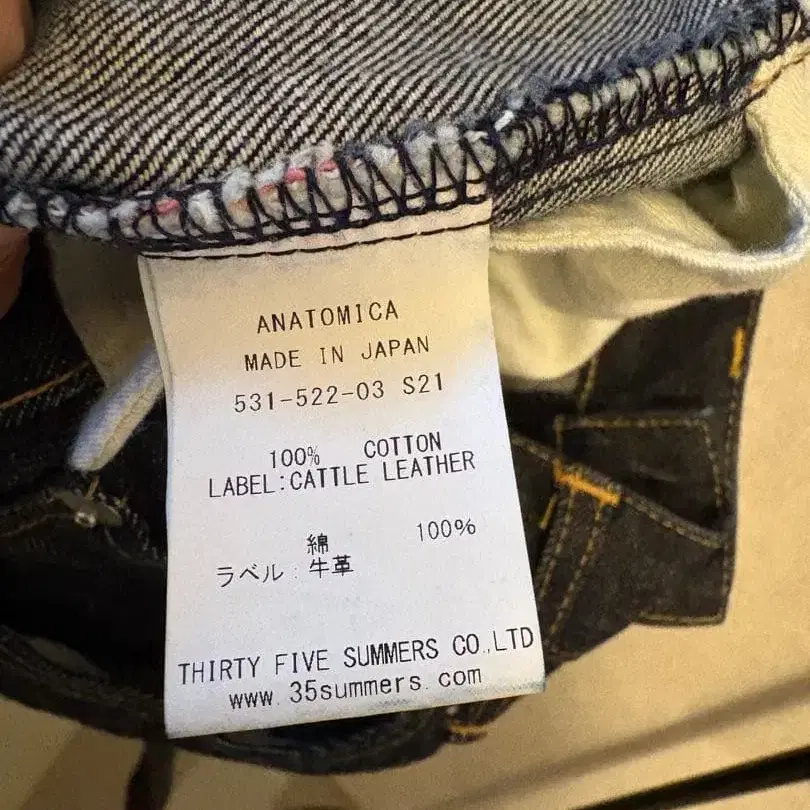 ANATOMICA
MADE IN JAPAN
531-522-03 S21
100% COTTON
LABEL:CATTLE LEATHER
綿 100%
ラベル:牛革
THIRTY FIVE SUMMERS CO.,LTD
www.35summers.com